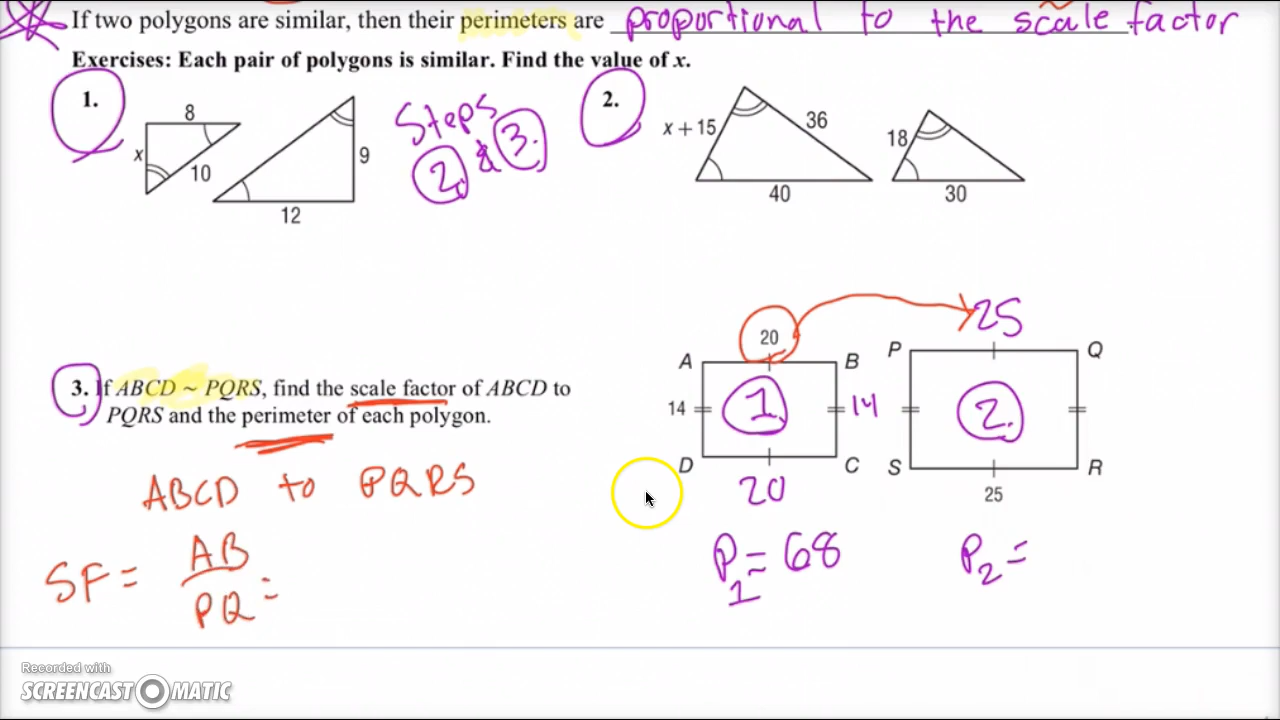 If two polygons are similar, then their perimeters are proportional to the scale factor
Exercises: Each pair of polygons is similar. Find the value of x.
1.
8
x
10
9
12
Steps
2. & 3.
2.
x + 15
36
40
18
30
3. If ABCD ~ PQRS, find the scale factor of ABCD to
PQRS and the perimeter of each polygon.
ABCD to PQRS
SF = AB
PQ =
20
A
B
14
1.
14
D
C
20
P1 = 68
25
P
Q
2.
S
R
25
P2 =
Recorded with
SCREENCAST MATIC